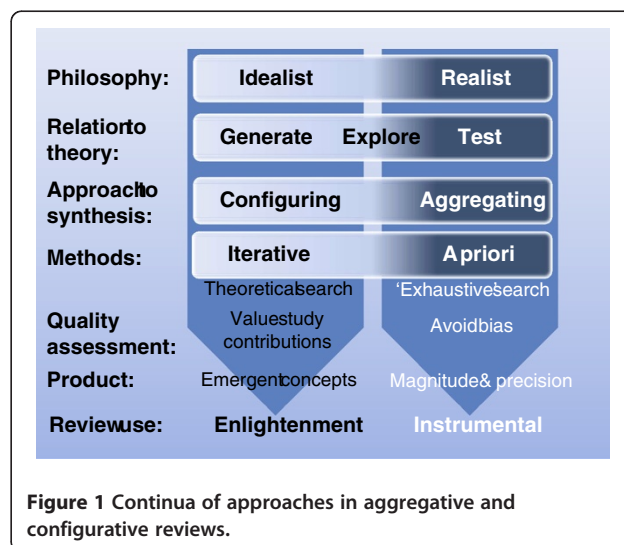 Philosophy: Idealist Realist
Relationto
theory: Generate Explore Test
Approachto
synthesis: Configuring Aggregating
Methods: Iterative Apriori
Theoreticalsearch 'Exhaustive'search
Quality
assessment: Valuestudy
contributions Avoidbias
Product: Emergentconcepts Magnitude& precision
Reviewuse: Enlightenment Instrumental
Figure 1 Continua of approaches in aggregative and
configurative reviews.